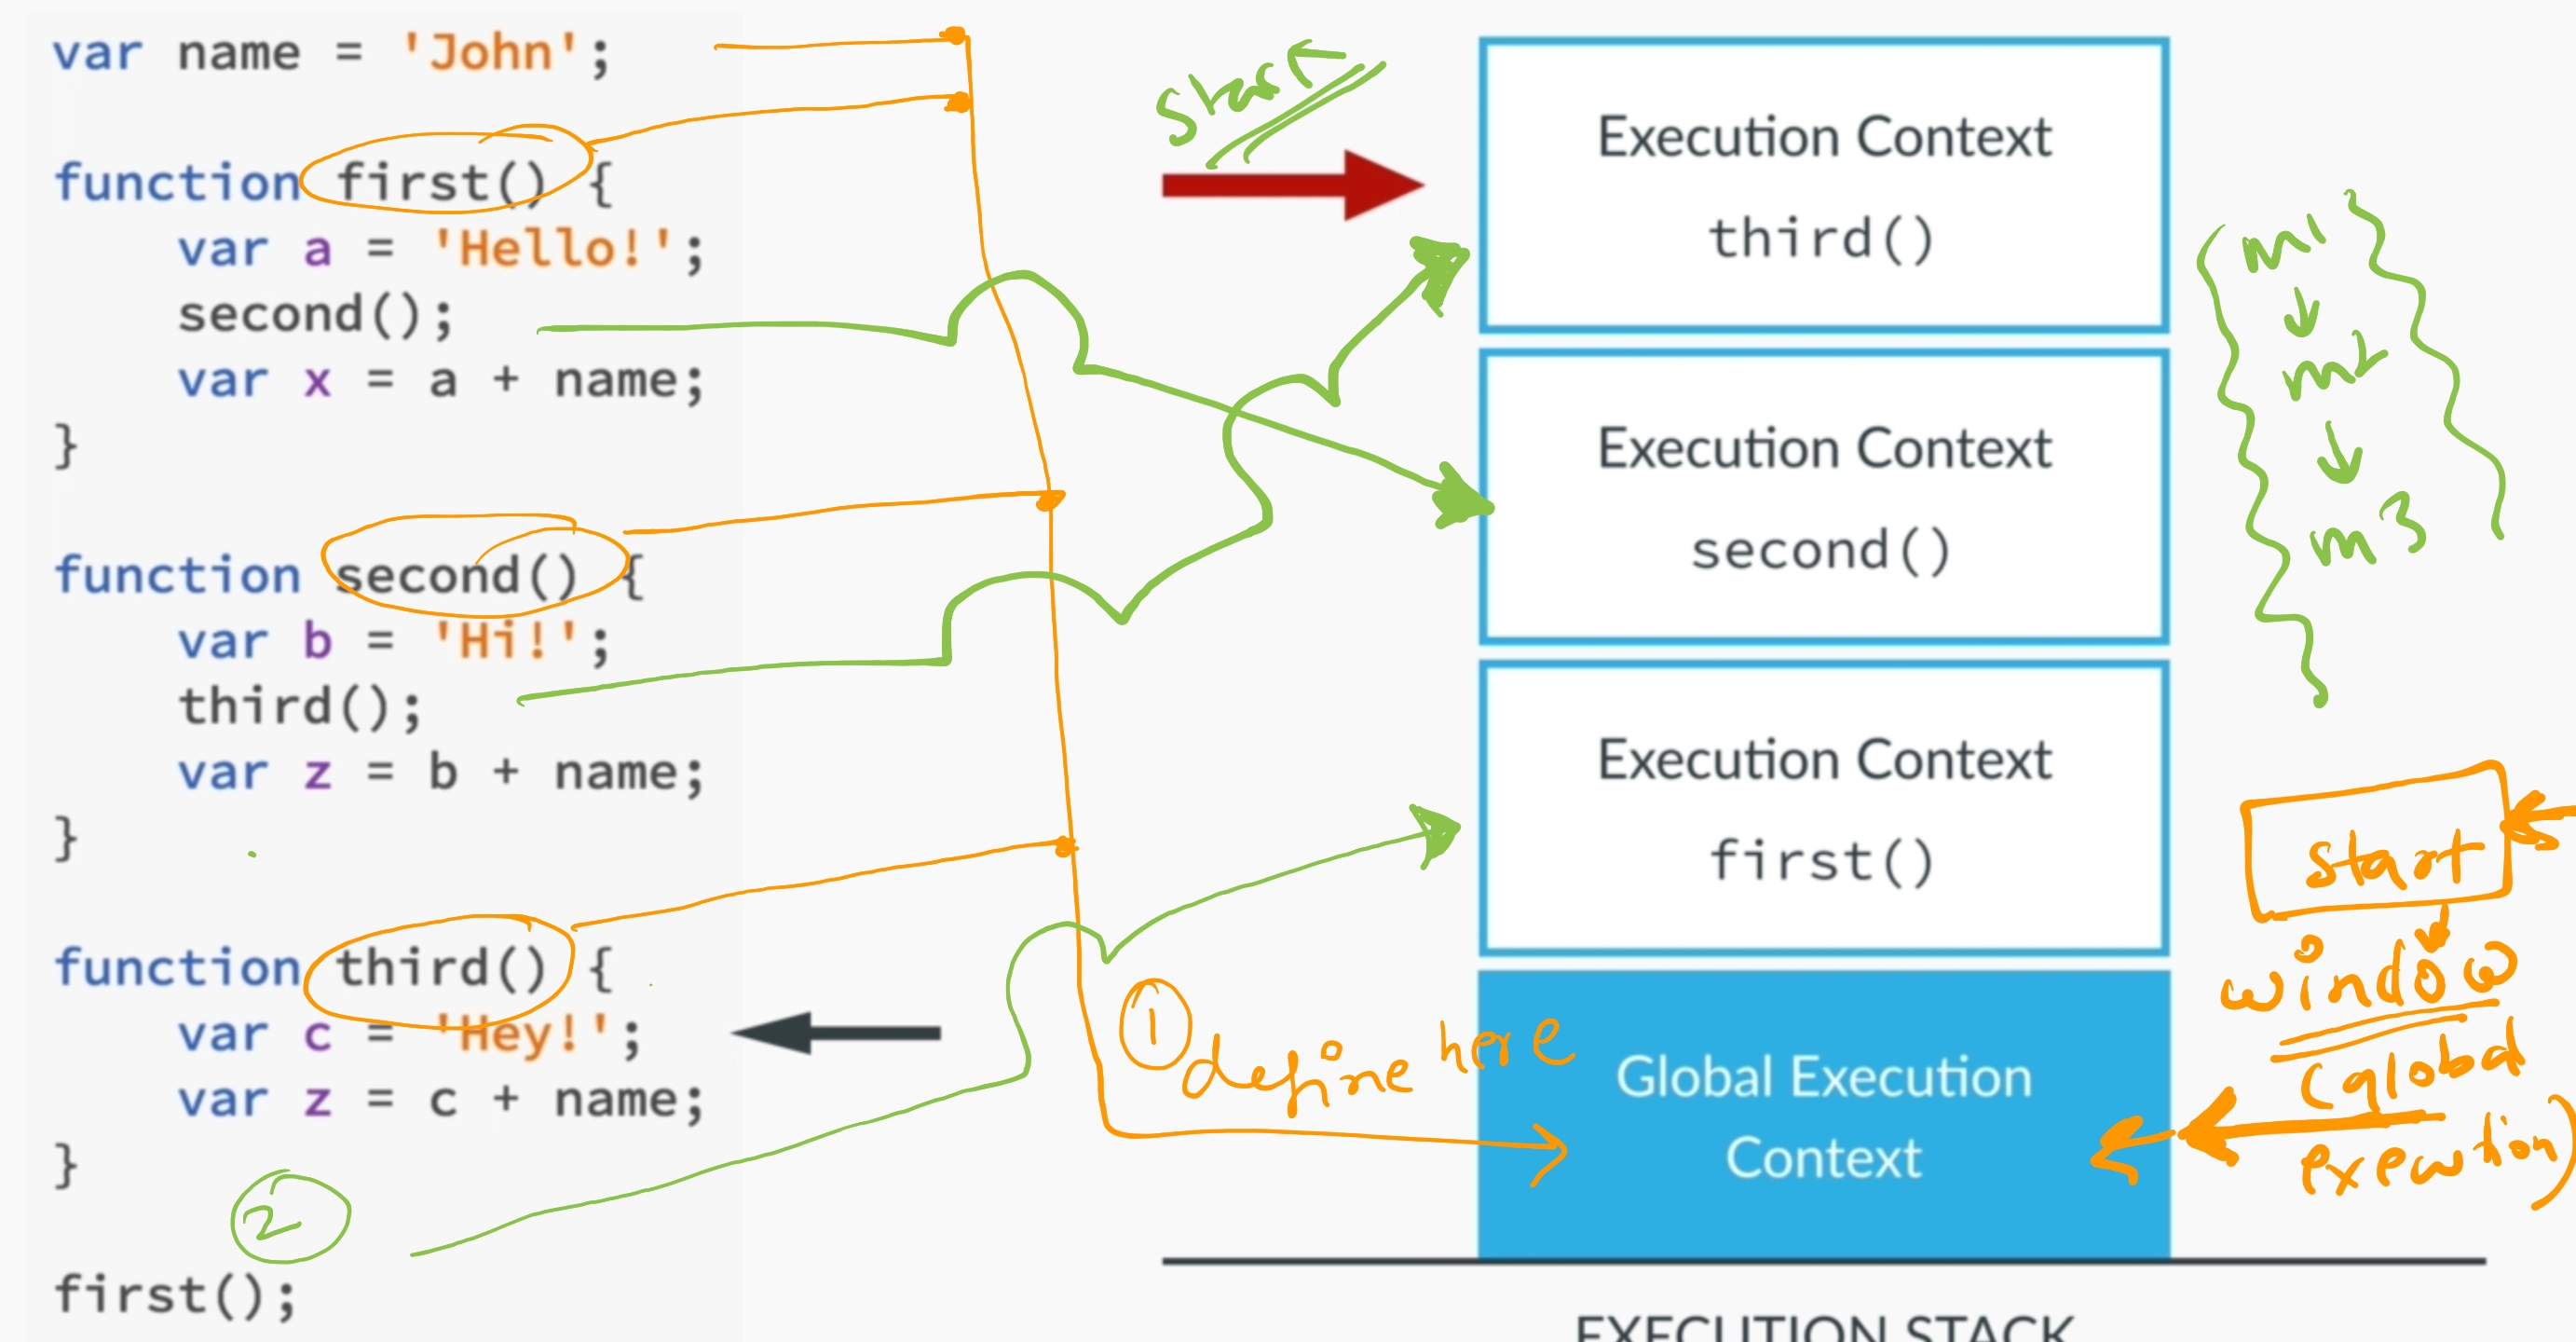 var name = 'John';
function first() {
var a = 'Hello!';
second();
var x = a + name;
}
function second() {
var b = 'Hi!';
third();
var z = b + name;
}
function third() {
var c = 'Hey!';
var z = c + name;
}
2
first();
Stack
Execution Context
third()
Execution Context
second()
Execution Context
first()
1 define here
Global Execution
Context
EXECUTION STACK
m1
m2
m3
start
window
(global
execution)